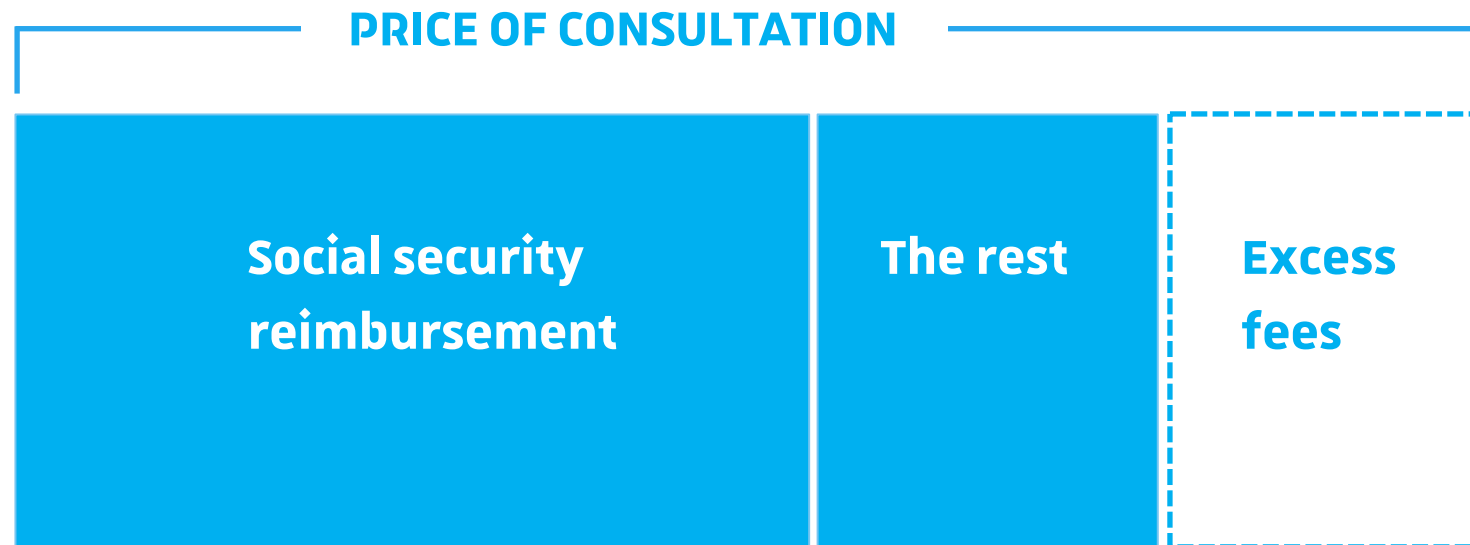 PRICE OF CONSULTATION
Social security
reimbursement
The rest
Excess
fees